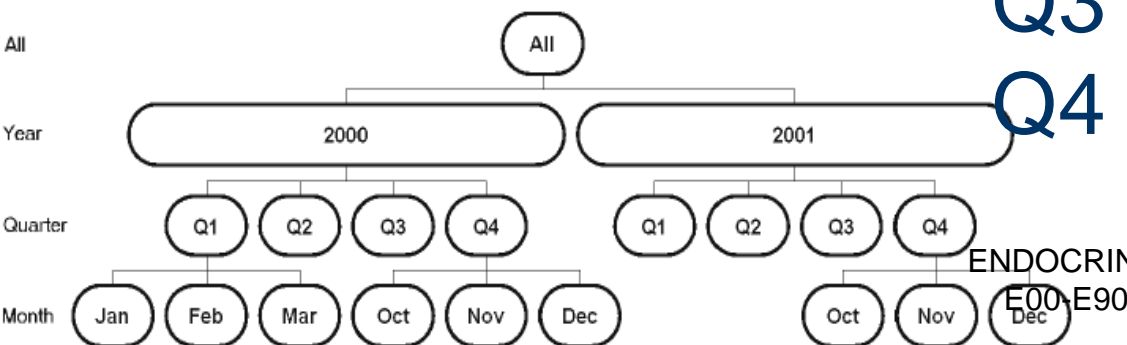 Q3
All All
Q4
Year 2000 2001
Quarter Q1 Q2 Q3 Q4 Q1 Q2 Q3 Q4
ENDOCRIN
E00-E90
Month Jan Feb Mar Oct Nov Dec Oct Nov Dec